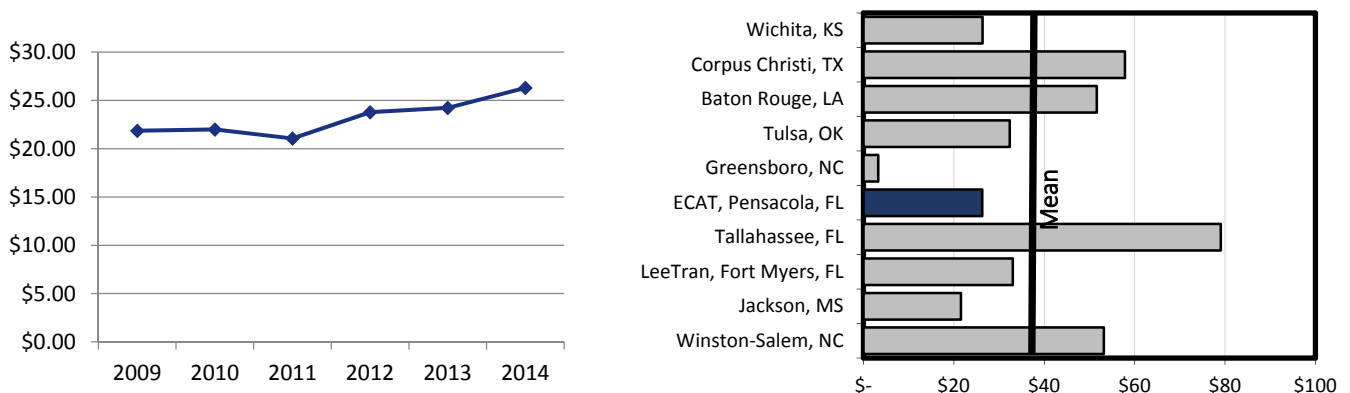 $30.00
$25.00
$20.00
$15.00
$10.00
$5.00
$0.00
2009 2010 2011 2012 2013 2014
Wichita, KS
Corpus Christi, TX
Baton Rouge, LA
Tulsa, OK
Greensboro, NC
ECAT, Pensacola, FL
Tallahassee, FL
LeeTran, Fort Myers, FL
Jackson, MS
Winston-Salem, NC
Mean
$- $20 $40 $60 $80 $100